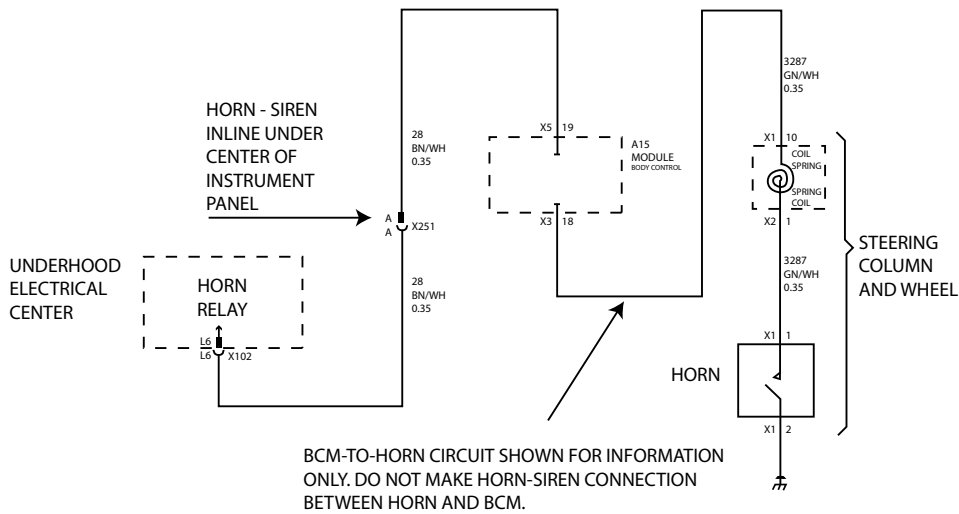 HORN - SIREN
INLINE UNDER
CENTER OF
INSTRUMENT
PANEL
28
BN/WH
0.35
A
A
X251
28
BN/WH
0.35
UNDERHOOD
ELECTRICAL
CENTER
HORN
RELAY
L6
L6
X102
X5
19
A15
MODULE
BODY CONTROL
X3
18
3287
GN/WH
0.35
X1
10
COIL
SPRING
SPRING
COIL
X2
1
3287
GN/WH
0.35
STEERING
COLUMN
AND WHEEL
X1
1
HORN
X1
2
BCM-TO-HORN CIRCUIT SHOWN FOR INFORMATION
ONLY. DO NOT MAKE HORN-SIREN CONNECTION
BETWEEN HORN AND BCM.